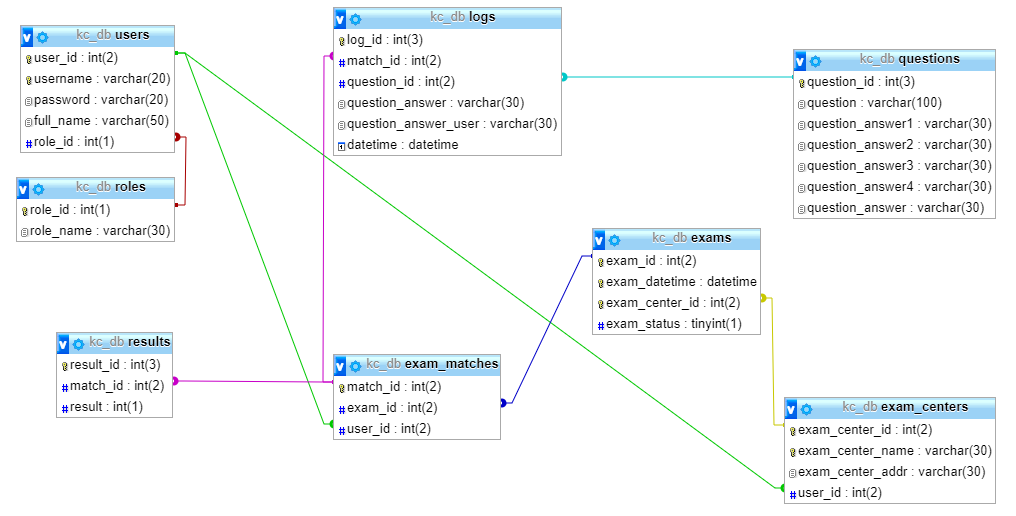 kc_db users
user_id : int(2)
username : varchar(20)
password : varchar(20)
full_name : varchar(50)
role_id : int(1)
kc_db roles
role_id : int(1)
role_name : varchar(30)
kc_db logs
log_id : int(3)
match_id : int(2)
question_id : int(2)
question_answer : varchar(30)
question_answer_user : varchar(30)
datetime : datetime
kc_db questions
question_id : int(3)
question : varchar(100)
question_answer1 : varchar(30)
question_answer2 : varchar(30)
question_answer3 : varchar(30)
question_answer4 : varchar(30)
question_answer : varchar(30)
kc_db exams
exam_id : int(2)
exam_datetime : datetime
exam_center_id : int(2)
exam_status : tinyint(1)
kc_db results
result_id : int(3)
match_id : int(2)
result : int(1)
kc_db exam_matches
match_id : int(2)
exam_id : int(2)
user_id : int(2)
kc_db exam_centers
exam_center_id : int(2)
exam_center_name : varchar(30)
exam_center_addr : varchar(30)
user_id : int(2)